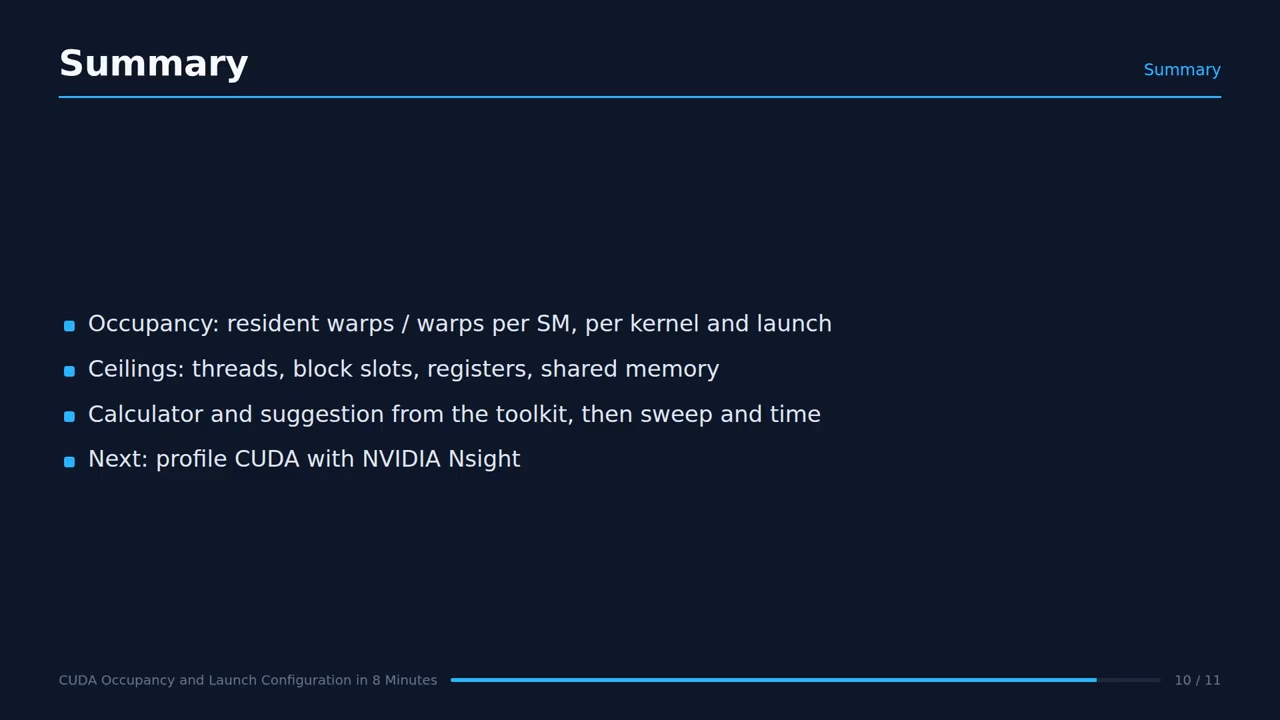 Summary
Summary
Occupancy: resident warps / warps per SM, per kernel and launch
Ceilings: threads, block slots, registers, shared memory
Calculator and suggestion from the toolkit, then sweep and time
Next: profile CUDA with NVIDIA Nsight
CUDA Occupancy and Launch Configuration in 8 Minutes
10 / 11